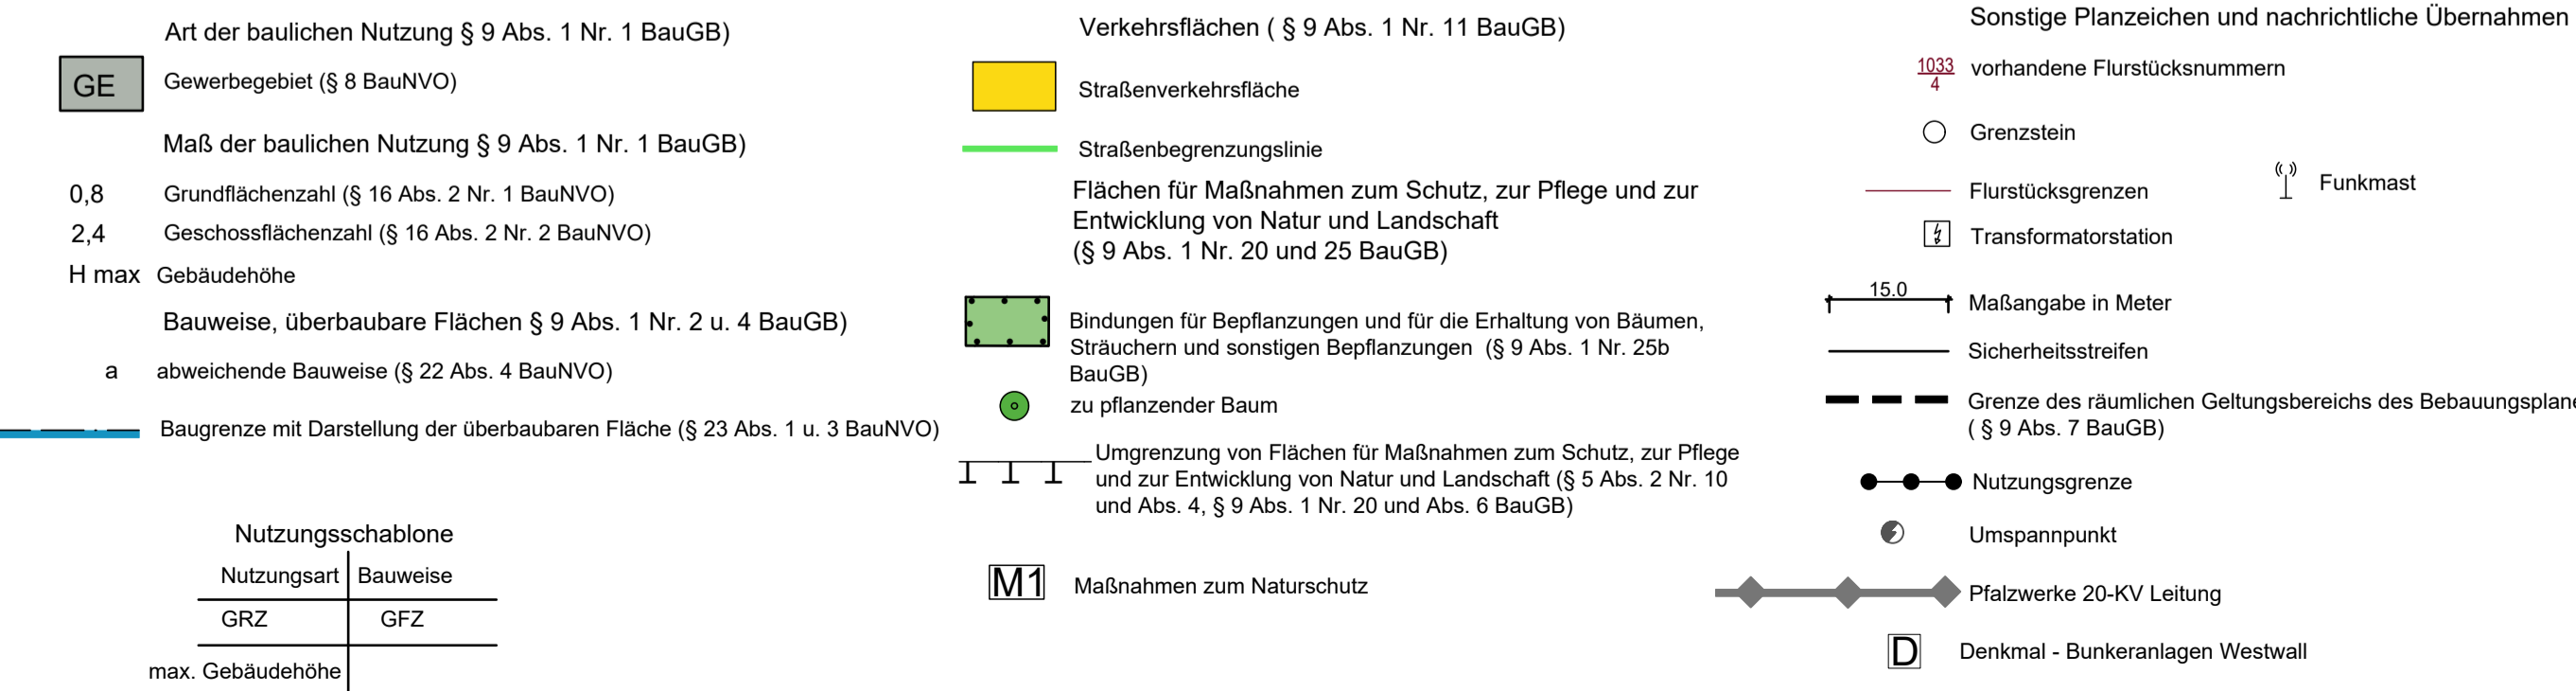 Art der baulichen Nutzung § 9 Abs. 1 Nr. 1 BauGB)
GE
Gewerbegebiet (§ 8 BauNVO)
Maß der baulichen Nutzung § 9 Abs. 1 Nr. 1 BauGB)
0,8 Grundflächenzahl (§ 16 Abs. 2 Nr. 1 BauNVO)
2,4 Geschossflächenzahl (§ 16 Abs. 2 Nr. 2 BauNVO)
H max Gebäudehöhe
Bauweise, überbaubare Flächen § 9 Abs. 1 Nr. 2 u. 4 BauGB)
a abweichende Bauweise (§ 22 Abs. 4 BauNVO)
Baugrenze mit Darstellung der überbaubaren Fläche (§ 23 Abs. 1 u. 3 BauNVO)
Nutzungsschablone
Nutzungsart Bauweise
GRZ GFZ
max. Gebäudehöhe
Verkehrsflächen ( § 9 Abs. 1 Nr. 11 BauGB)
Straßenverkehrsfläche
Straßenbegrenzungslinie
Flächen für Maßnahmen zum Schutz, zur Pflege und zur
Entwicklung von Natur und Landschaft
(§ 9 Abs. 1 Nr. 20 und 25 BauGB)
Bindungen für Bepflanzungen und für die Erhaltung von Bäumen,
Sträuchern und sonstigen Bepflanzungen (§ 9 Abs. 1 Nr. 25b
BauGB)
zu pflanzender Baum
Umgrenzung von Flächen für Maßnahmen zum Schutz, zur Pflege
und zur Entwicklung von Natur und Landschaft (§ 5 Abs. 2 Nr. 10
und Abs. 4, § 9 Abs. 1 Nr. 20 und Abs. 6 BauGB)
M1 Maßnahmen zum Naturschutz
Sonstige Planzeichen und nachrichtliche Übernahmen
1033
4
vorhandene Flurstücksnummern
Grenzstein
Flurstücksgrenzen
Funkmast
Transformatorstation
15.0
Maßangabe in Meter
Sicherheitsstreifen
Grenze des räumlichen Geltungsbereichs des Bebauungsplane
( § 9 Abs. 7 BauGB)
Nutzungsgrenze
Umspannpunkt
Pfalzwerke 20-KV Leitung
D Denkmal - Bunkeranlagen Westwall